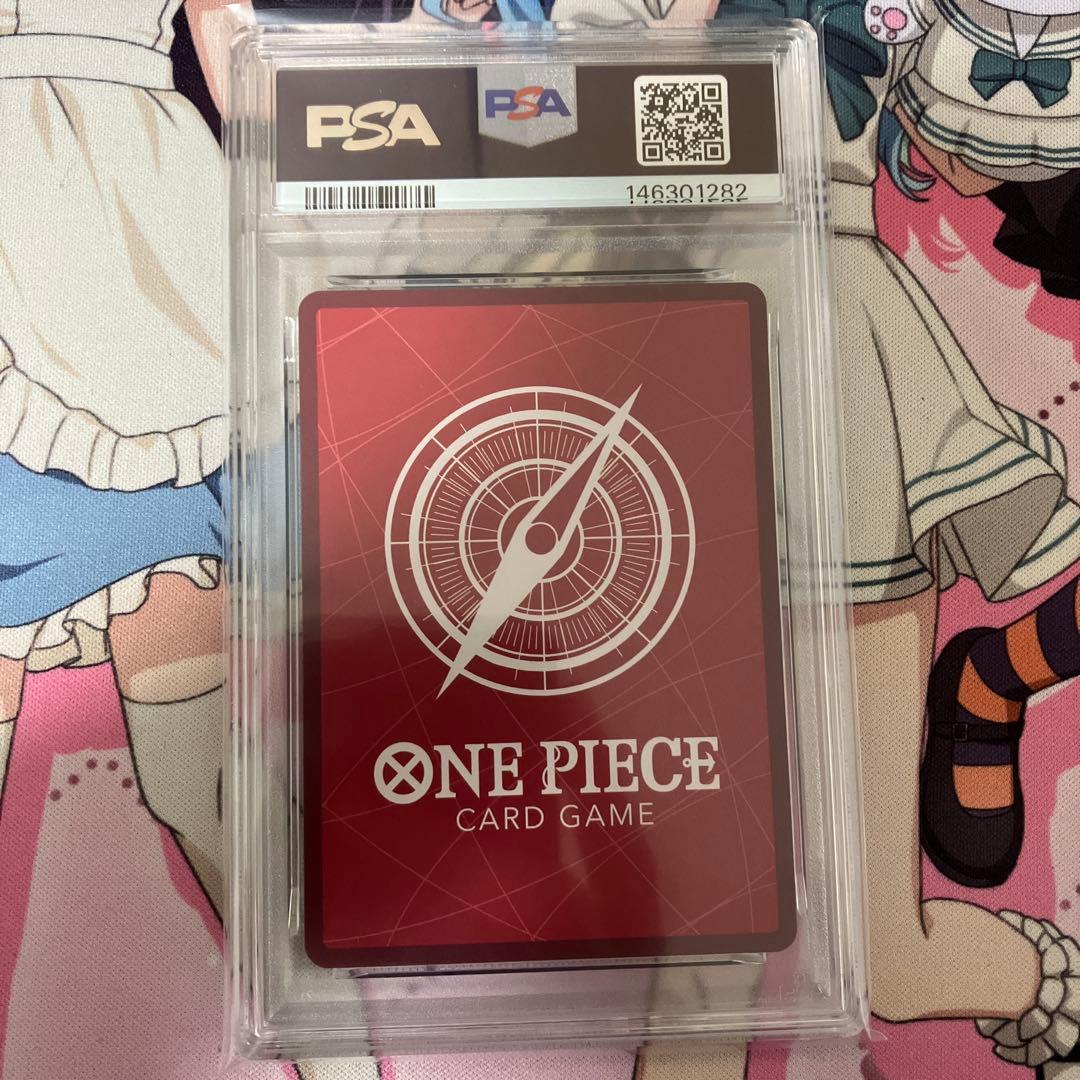 PSA
PSA
146301282
ONE PIECE
CARD GAME